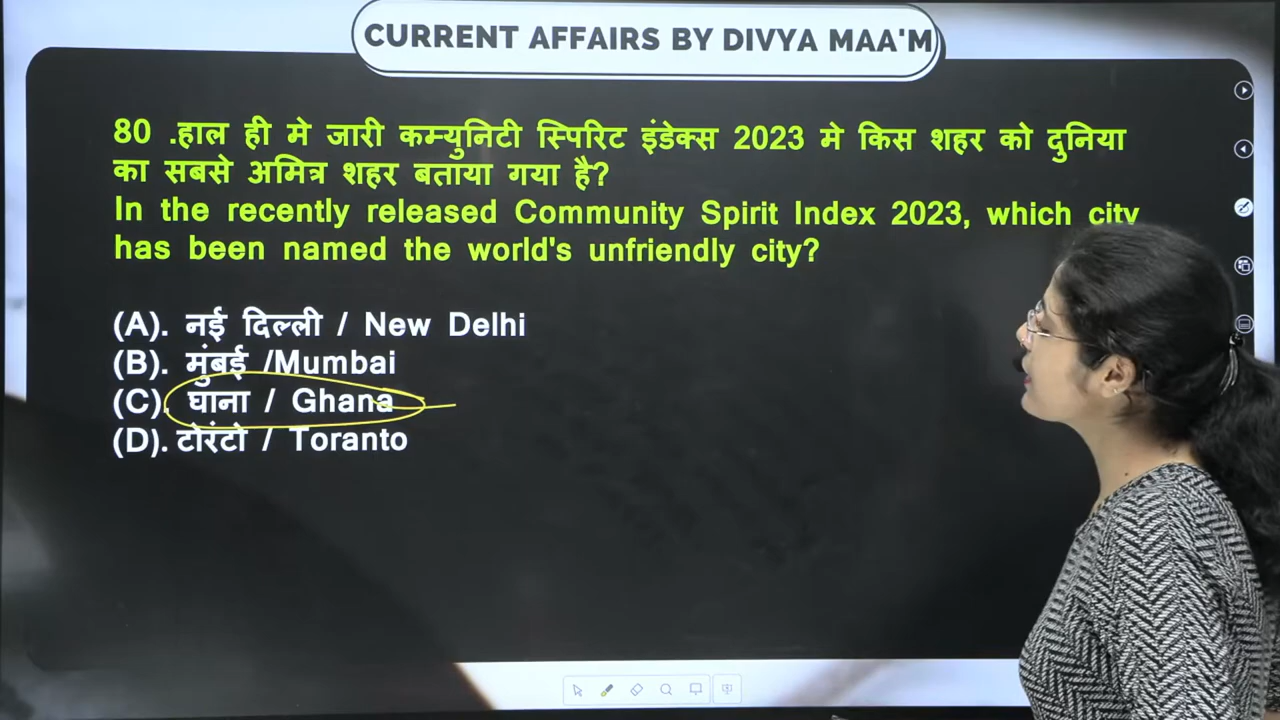 CURRENT AFFAIRS BY DIVYA MAA'M
80 .हाल ही मे जारी कम्युनिटी स्पिरिट इंडेक्स 2023 मे किस शहर को दुनिया
का सबसे अमित्र शहर बताया गया है?
In the recently released Community Spirit Index 2023, which city
has been named the world's unfriendly city?
(A). नई दिल्ली / New Delhi
(B). मुंबई /Mumbai
(C). घाना / Ghana
(D). टोरंटो / Toranto